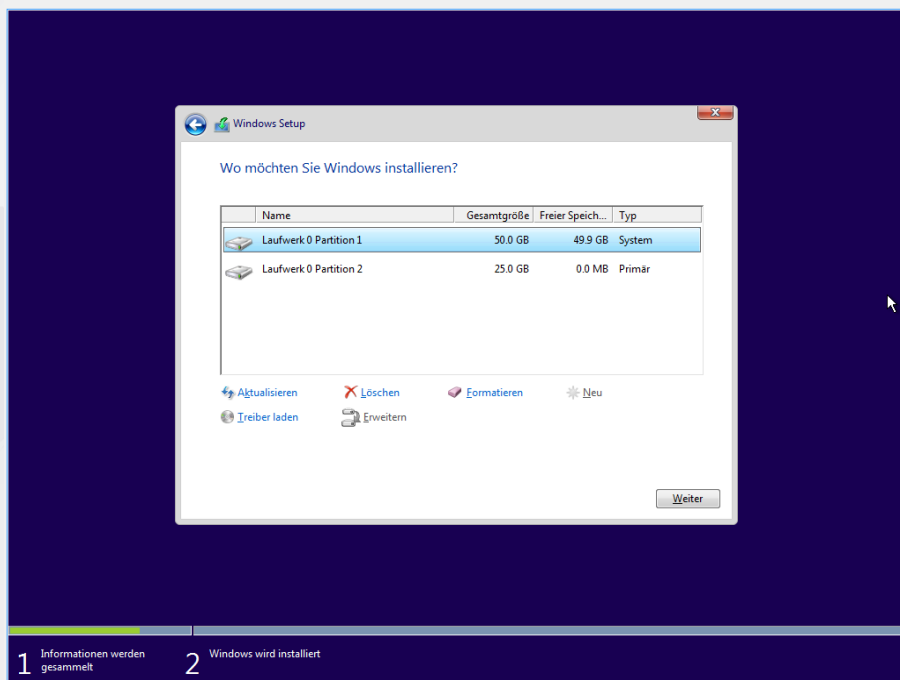 Windows Setup
Wo möchten Sie Windows installieren?
Name Gesamtgröße Freier Speich... Typ
Laufwerk 0 Partition 1 50.0 GB 49.9 GB System
Laufwerk 0 Partition 2 25.0 GB 0.0 MB Primär
Aktualisieren Löschen Formatieren Neu
Treiber laden Erweitern
Weiter
1 Informationen werden gesammelt
2 Windows wird installiert